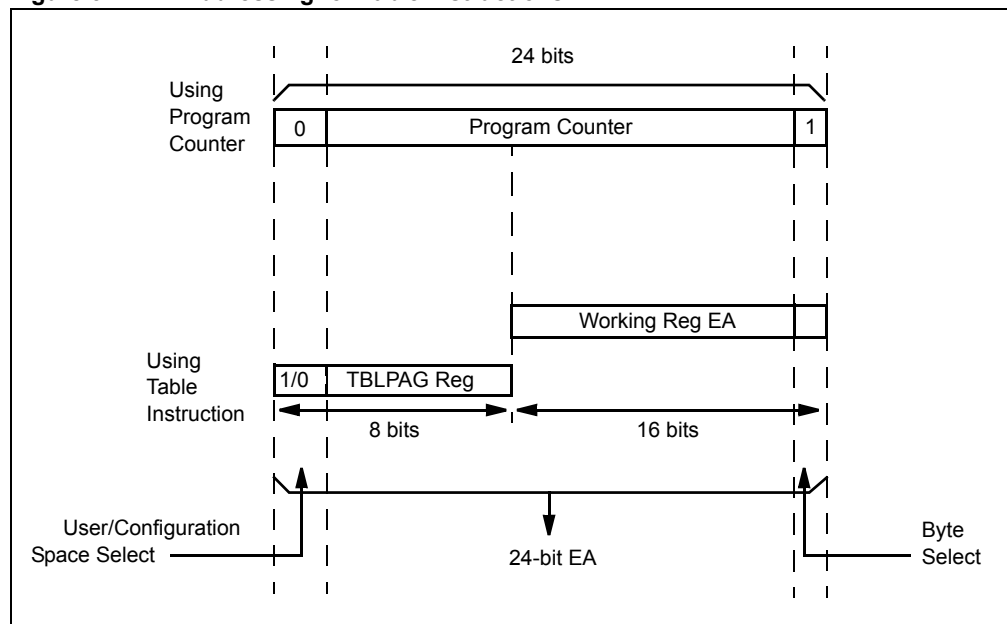 24 bits
Using
Program
Counter
0
Program Counter
1
Working Reg EA
Using
Table
Instruction
1/0
TBLPAG Reg
8 bits
16 bits
User/Configuration
Space Select
24-bit EA
Byte
Select